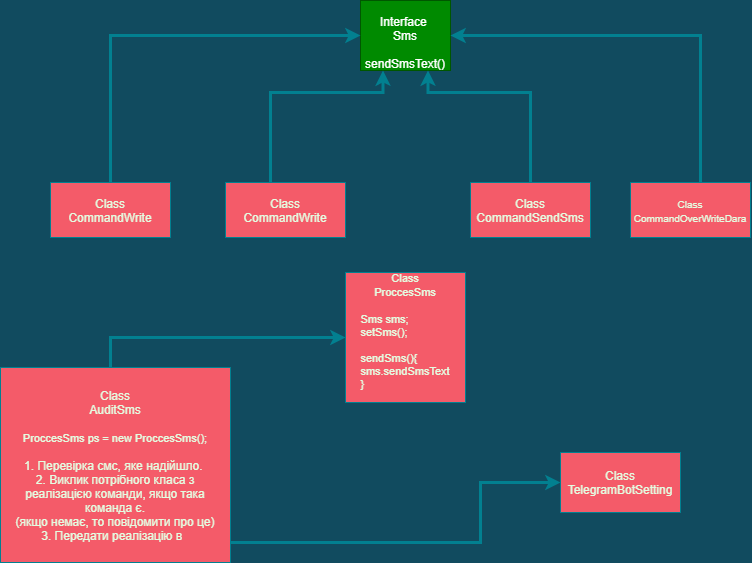 Interface
Sms
sendSmsText()
Class
CommandWrite
Class
CommandWrite
Class
CommandSendSms
Class
CommandOverWriteDara
Class
ProccesSms
Sms sms;
setSms();
sendSms(){
sms.sendSmsText
}
Class
AuditSms
ProccesSms ps = new ProccesSms();
1. Перевірка смс, яке надійшло.
2. Виклик потрібного класа з
реалізацією команди, якщо така
команда є.
(якщо немає, то повідомити про це)
3. Передати реалізацію в
Class
TelegramBotSetting